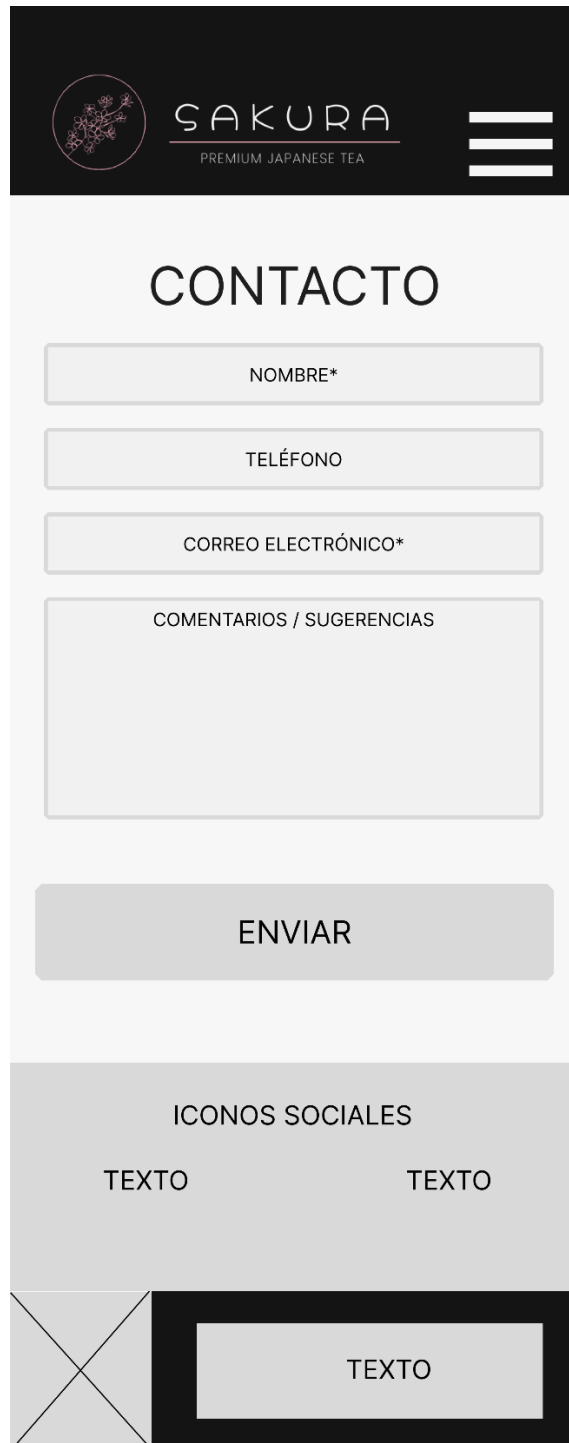 SAKURA
PREMIUM JAPANESE TEA
CONTACTO
NOMBRE*
TELÉFONO
CORREO ELECTRÓNICO*
COMENTARIOS / SUGERENCIAS
ENVIAR
ICONOS SOCIALES
TEXTO TEXTO
TEXTO